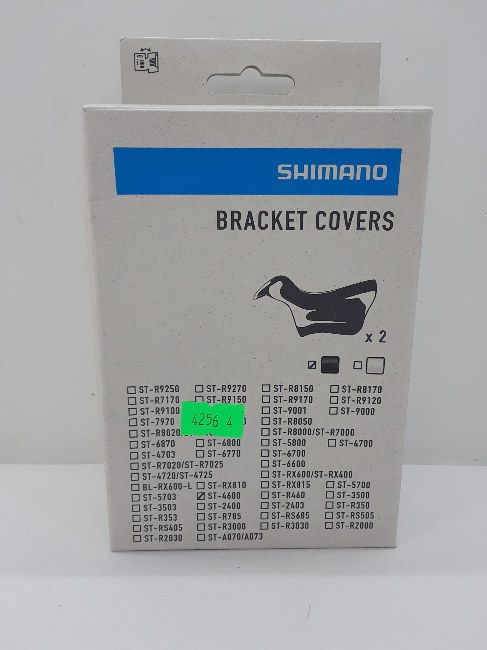 SHIMANO
BRACKET COVERS
x 2
ST-R9250 ST-R9270 ST-R8150 ST-R8170
ST-R7170 ST-R9150 ST-R9170 ST-R9120
ST-R9100 ST-9001 ST-9000
ST-7970 4256 4 ST-R8050
ST-R8020/ ST-R8000/ST-R7000
ST-6870 ST-6800 ST-5800 ST-4700
ST-4703 ST-6770 ST-6700
ST-R7020/ST-R7025 ST-6600
ST-4720/ST-4725 ST-RX600/ST-RX400
BL-RX600-L ST-RX810 ST-RX815 ST-5700
ST-5703 ST-4600 ST-R460 ST-3500
ST-3503 ST-2400 ST-2403 ST-R350
ST-R353 ST-R785 ST-RS685 ST-RS505
ST-RS405 ST-R3000 ST-R3030 ST-R2000
ST-R2030 ST-A070/A073